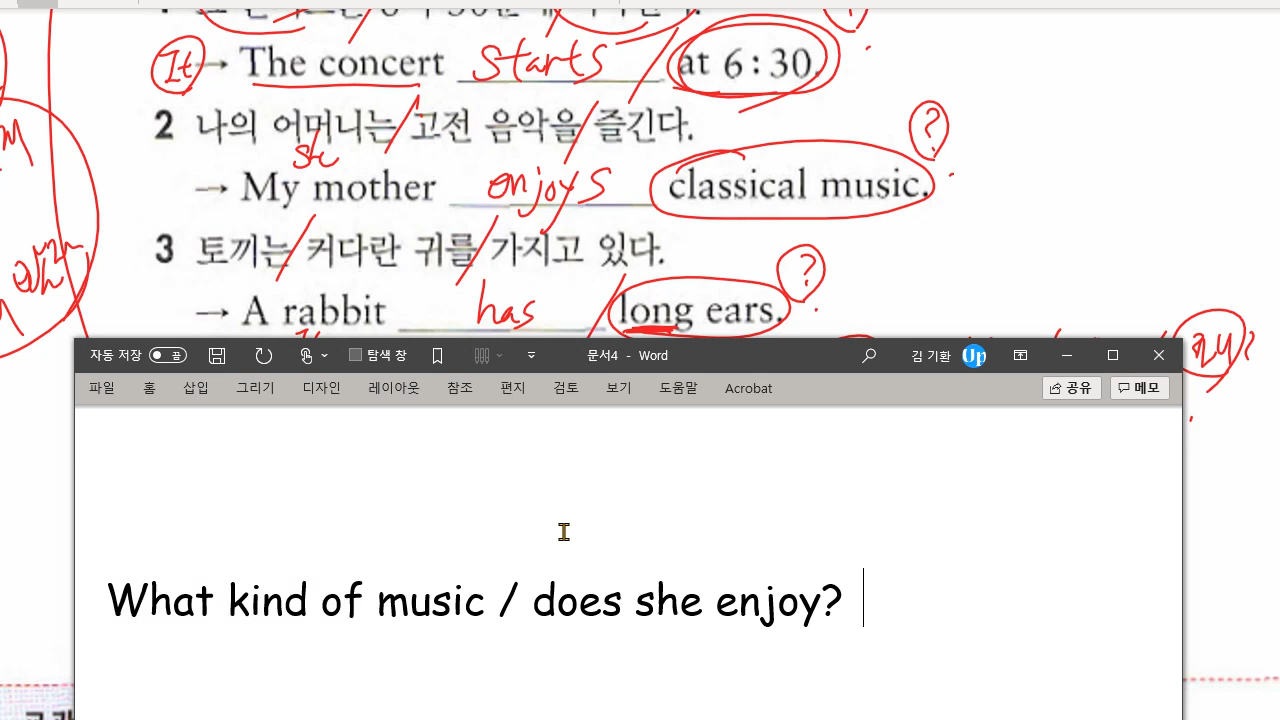 It → The concert starts at 6:30.
2 나의 어머니는 / 고전 음악을 / 즐긴다.
?
she
→ My mother enjoys classical music.
3 토끼는 / 커다란 귀를 / 가지고 있다.
?
→ A rabbit has / long ears.
자동 저장 끔 탐색 창 문서4 - Word 김 기환 Up
파일 홈 삽입 그리기 디자인 레이아웃 참조 편지 검토 보기 도움말 Acrobat 공유 메모
What kind of music / does she enjoy?